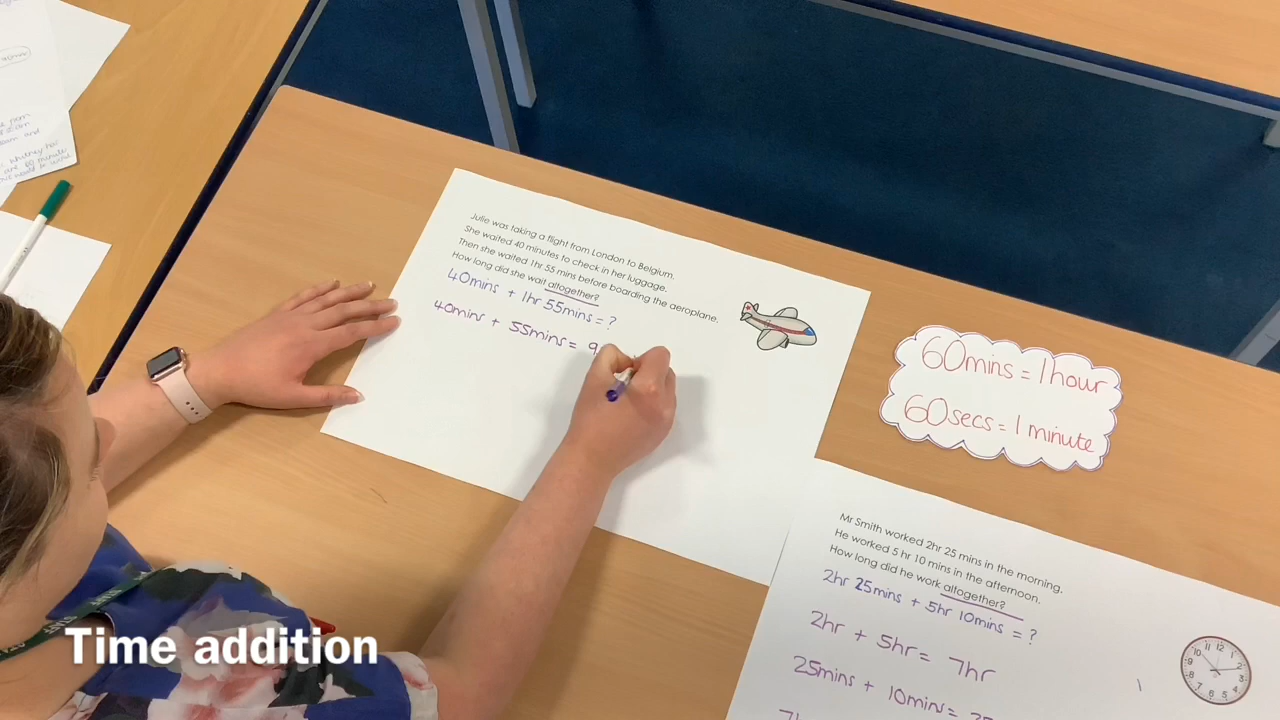 Julie was taking a flight from London to Belgium.
She waited 40 minutes to check in her luggage.
Then she waited 1hr 55 mins before boarding the aeroplane.
How long did she wait altogether?
40mins + 1hr 55mins = ?
40mins + 55mins = 9
60mins = 1 hour
60secs = 1 minute
Mr Smith worked 2hr 25 mins in the morning.
He worked 5 hr 10 mins in the afternoon.
How long did he work altogether?
2hr 25mins + 5hr 10mins = ?
2hr + 5hr = 7hr
25mins + 10mins =
Time addition